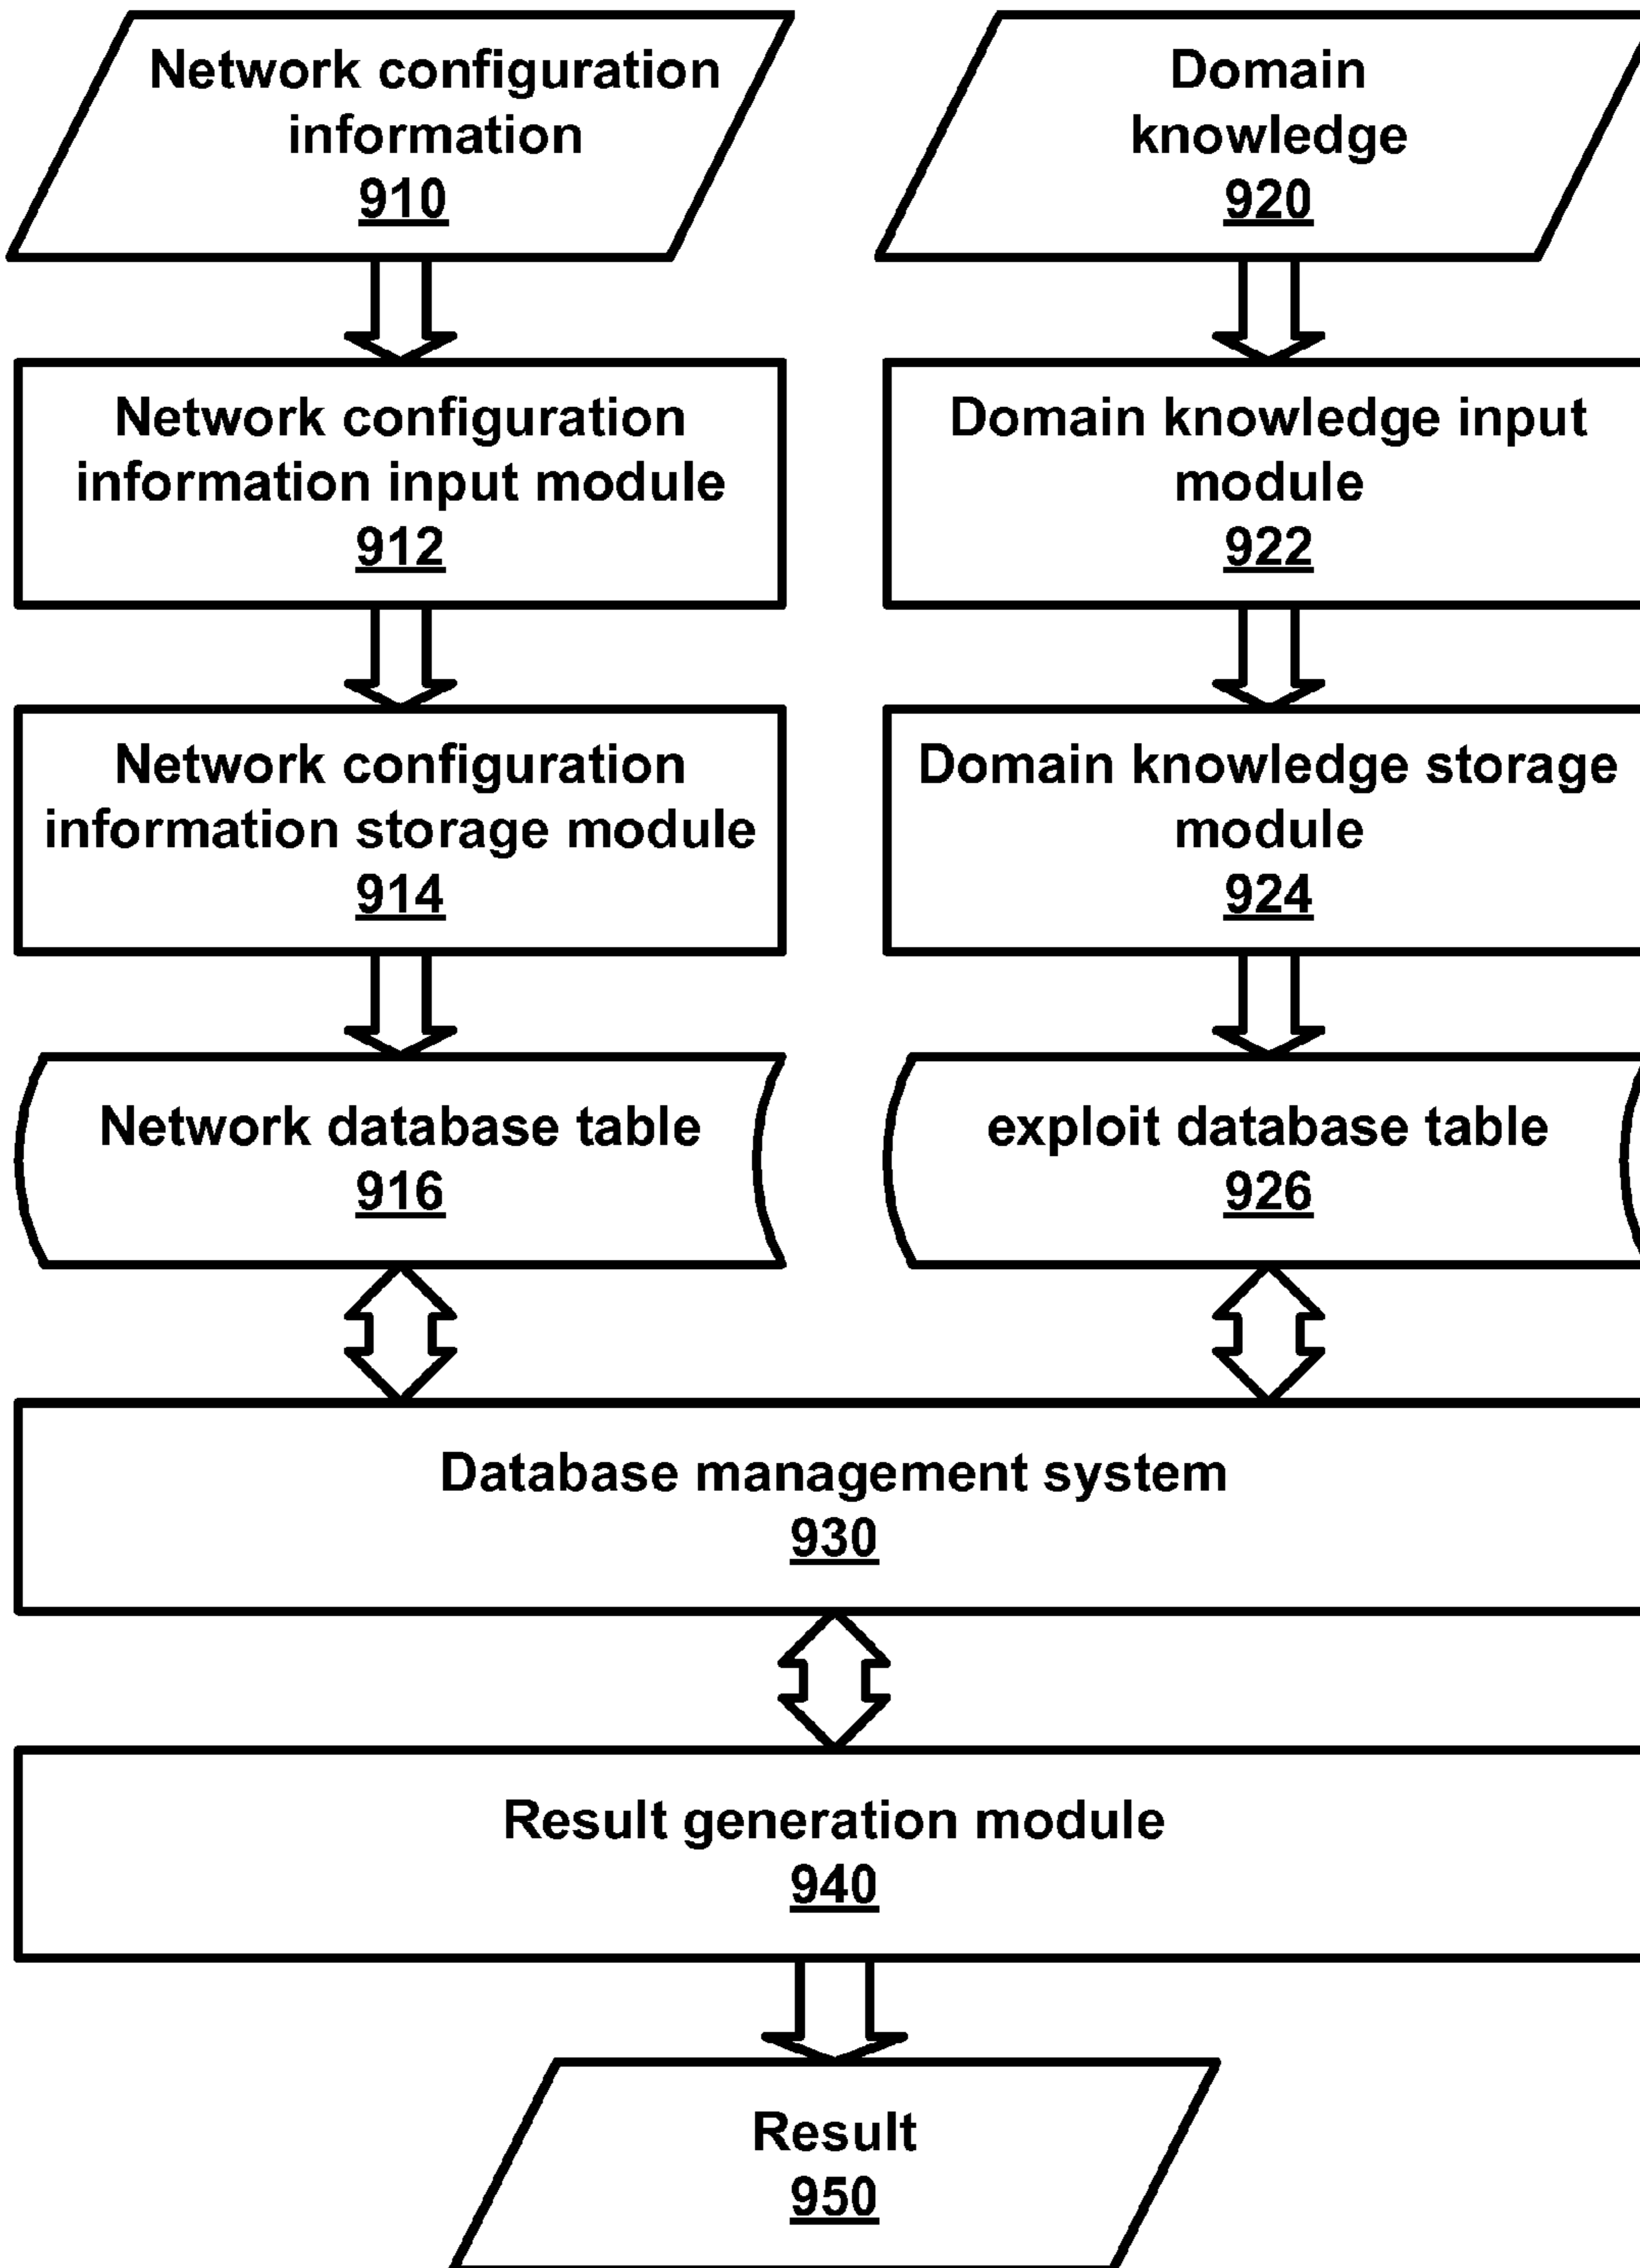 Network configuration
information
910
Domain
knowledge
920
Network configuration
information input module
912
Domain knowledge input
module
922
Network configuration
information storage module
914
Domain knowledge storage
module
924
Network database table
916
exploit database table
926
Database management system
930
Result generation module
940
Result
950